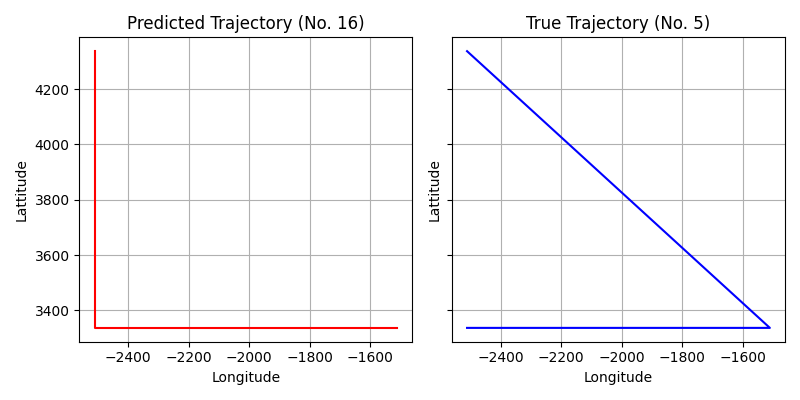 Predicted Trajectory (No. 16)
Lattitude
4200
4000
3800
3600
3400
−2400 −2200 −2000 −1800 −1600
Longitude
True Trajectory (No. 5)
Lattitude
−2400 −2200 −2000 −1800 −1600
Longitude